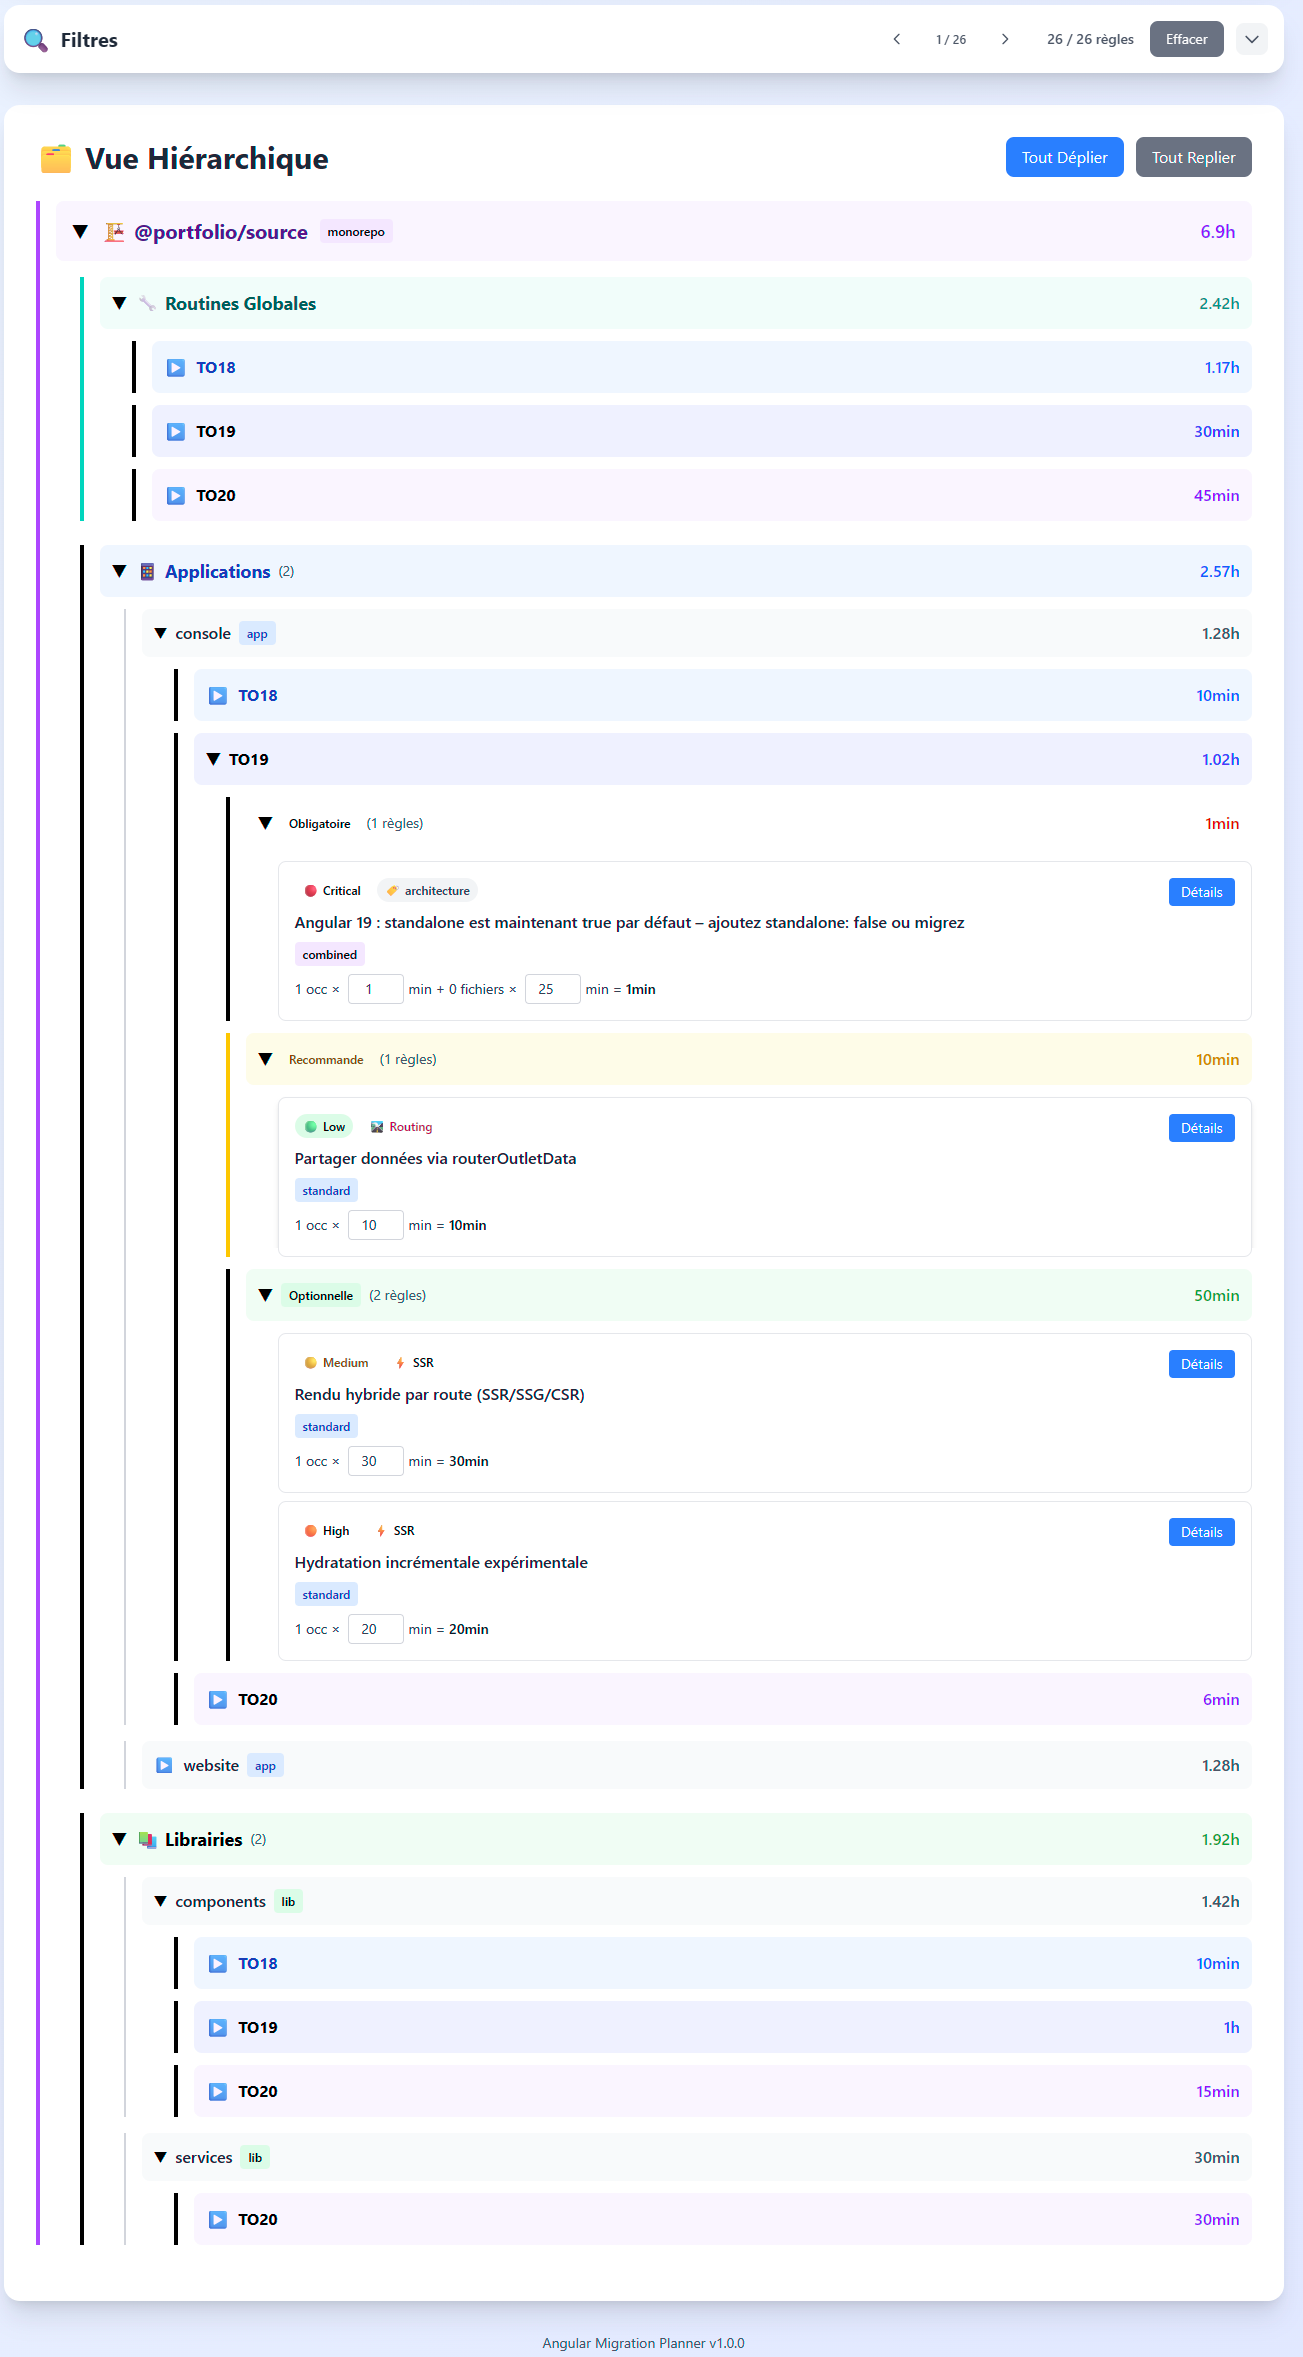 Filtres
1 / 26
26 / 26 règles
Effacer
Vue Hiérarchique
Tout Déplier
Tout Replier
@portfolio/source monorepo 6.9h
Routines Globales 2.42h
TO18 1.17h
TO19 30min
TO20 45min
Applications (2) 2.57h
console app 1.28h
TO18 10min
TO19 1.02h
Obligatoire (1 règles) 1min
Critical architecture Détails
Angular 19 : standalone est maintenant true par défaut – ajoutez standalone: false ou migrez
combined
1 occ × 1 min + 0 fichiers × 25 min = 1min
Recommande (1 règles) 10min
Low Routing Détails
Partager données via routerOutletData
standard
1 occ × 10 min = 10min
Optionnelle (2 règles) 50min
Medium SSR Détails
Rendu hybride par route (SSR/SSG/CSR)
standard
1 occ × 30 min = 30min
High SSR Détails
Hydratation incrémentale expérimentale
standard
1 occ × 20 min = 20min
TO20 6min
website app 1.28h
Librairies (2) 1.92h
components lib 1.42h
TO18 10min
TO19 1h
TO20 15min
services lib 30min
TO20 30min
Angular Migration Planner v1.0.0